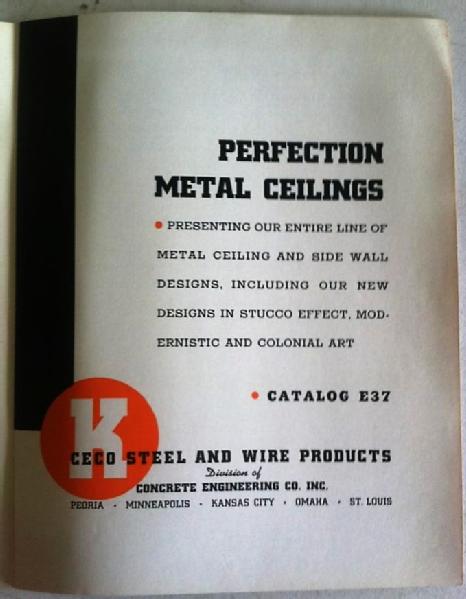 PERFECTION
METAL CEILINGS
• PRESENTING OUR ENTIRE LINE OF
METAL CEILING AND SIDE WALL
DESIGNS, INCLUDING OUR NEW
DESIGNS IN STUCCO EFFECT, MOD-
ERNISTIC AND COLONIAL ART
• CATALOG E37
K
CECO STEEL AND WIRE PRODUCTS
Division of
CONCRETE ENGINEERING CO. INC.
PEORIA • MINNEAPOLIS • KANSAS CITY • OMAHA • ST. LOUIS